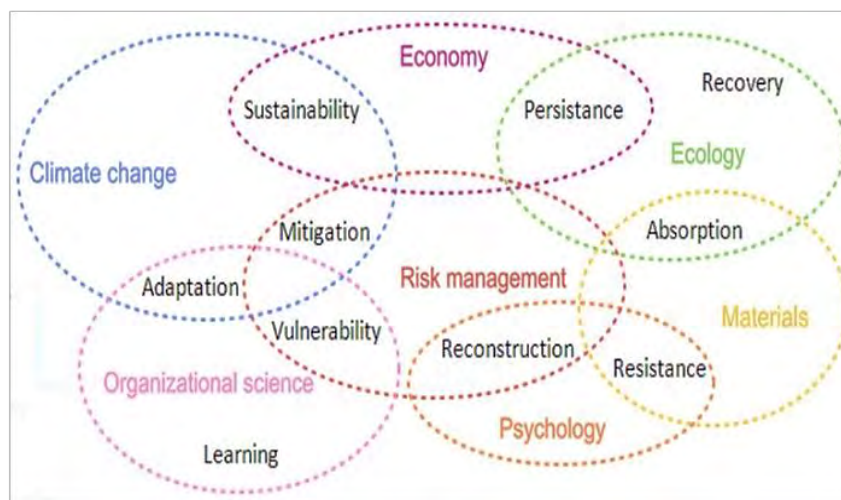 Economy
Recovery
Sustainability
Persistance
Ecology
Climate change
Mitigation
Absorption
Adaptation
Risk management
Vulnerability
Materials
Reconstruction
Resistance
Organizational science
Psychology
Learning